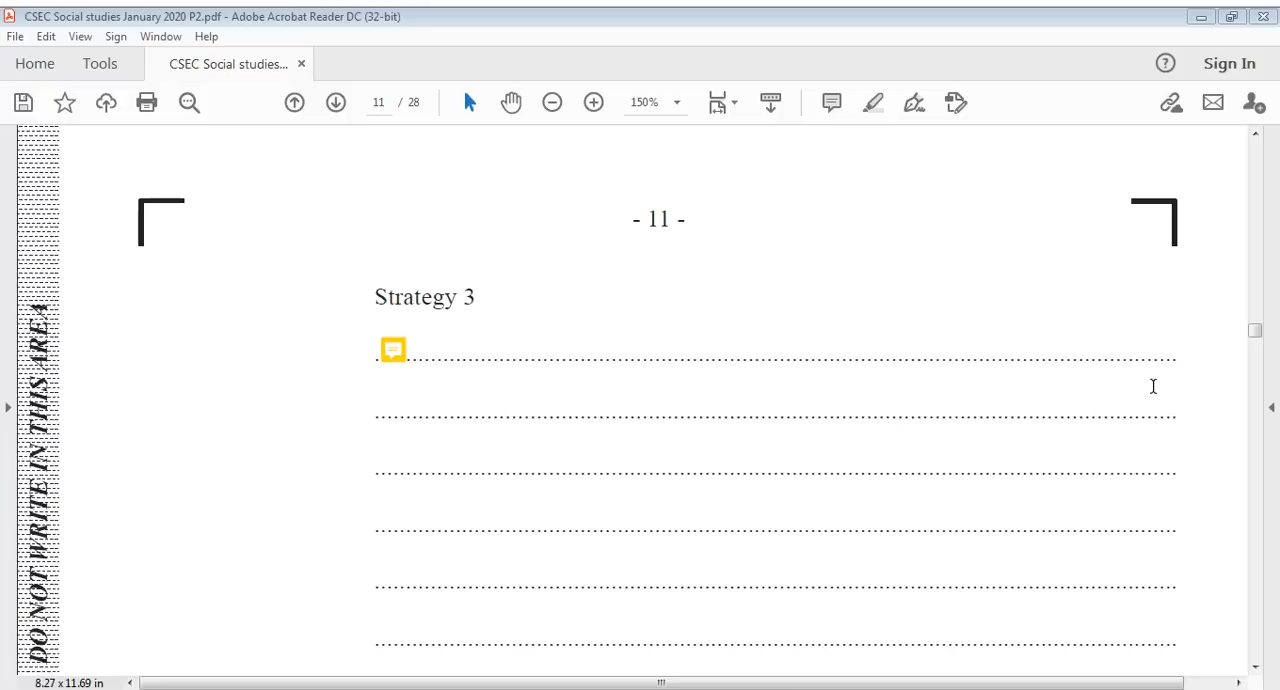 CSEC Social studies January 2020 P2.pdf - Adobe Acrobat Reader DC (32-bit)
File Edit View Sign Window Help
Home Tools CSEC Social studies... ×
Sign In
11 / 28
150%
- 11 -
Strategy 3
DO NOT WRITE IN THIS AREA
8.27 x 11.69 in